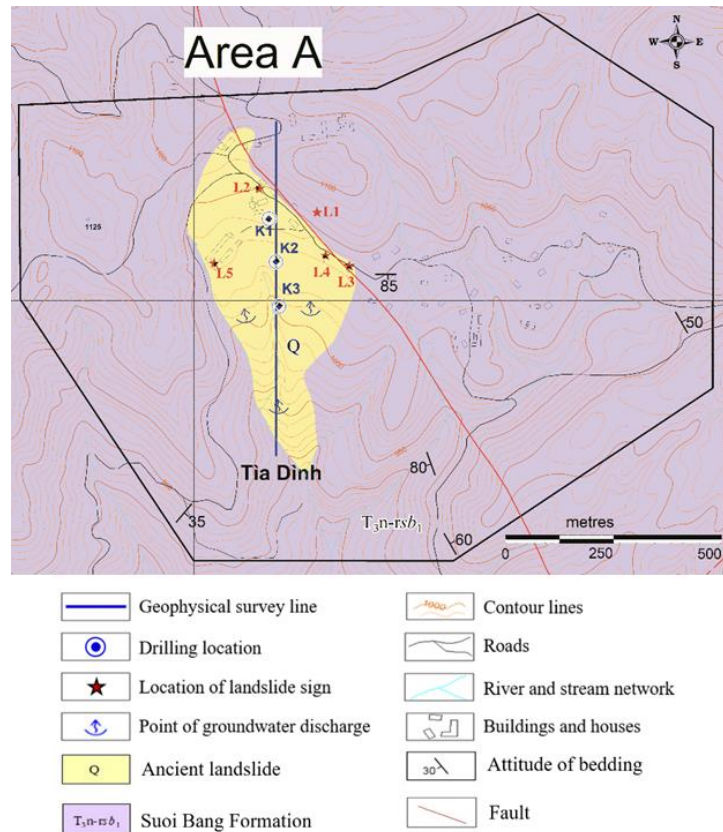 Area A
N
W E
S
L2
L1
1100
1125
K1
K2
L5
L4
L3
85
K3
50
Q
80
Tìa Dình
35
T₃n-rsb₁
60
metres
0 250 500
Geophysical survey line
Contour lines
Drilling location
Roads
Location of landslide sign
River and stream network
Point of groundwater discharge
Buildings and houses
Q Ancient landslide
30 Attitude of bedding
T₃n-rsb₁ Suoi Bang Formation
Fault
1000